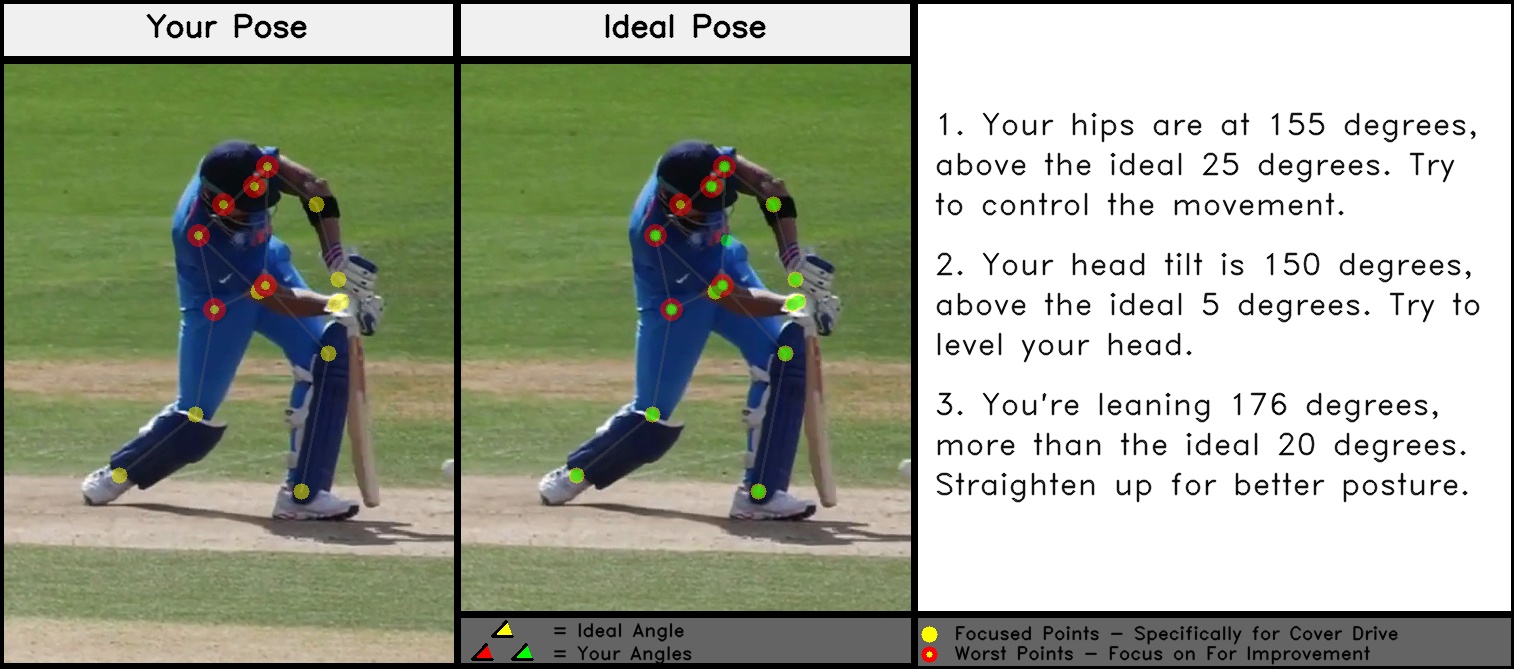 Your Pose
Ideal Pose
1. Your hips are at 155 degrees,
above the ideal 25 degrees. Try
to control the movement.
2. Your head tilt is 150 degrees,
above the ideal 5 degrees. Try to
level your head.
3. You're leaning 176 degrees,
more than the ideal 20 degrees.
Straighten up for better posture.
= Ideal Angle
= Your Angles
Focused Points - Specifically for Cover Drive
Worst Points - Focus on For Improvement